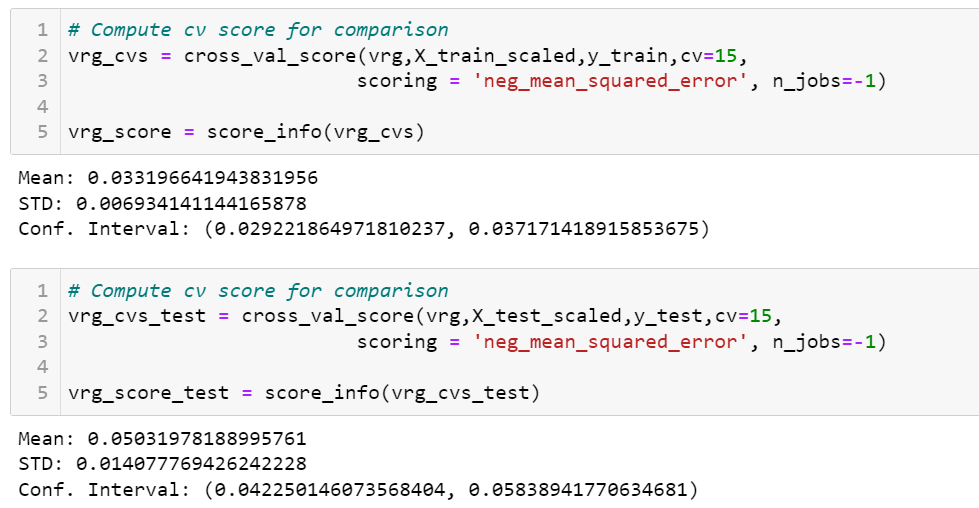 1 # Compute cv score for comparison
2 vrg_cvs = cross_val_score(vrg,X_train_scaled,y_train,cv=15,
3 scoring = 'neg_mean_squared_error', n_jobs=-1)
4
5 vrg_score = score_info(vrg_cvs)
Mean: 0.033196641943831956
STD: 0.006934141144165878
Conf. Interval: (0.029221864971810237, 0.037171418915853675)
1 # Compute cv score for comparison
2 vrg_cvs_test = cross_val_score(vrg,X_test_scaled,y_test,cv=15,
3 scoring = 'neg_mean_squared_error', n_jobs=-1)
4
5 vrg_score_test = score_info(vrg_cvs_test)
Mean: 0.05031978188995761
STD: 0.014077769426242228
Conf. Interval: (0.042250146073568404, 0.05838941770634681)